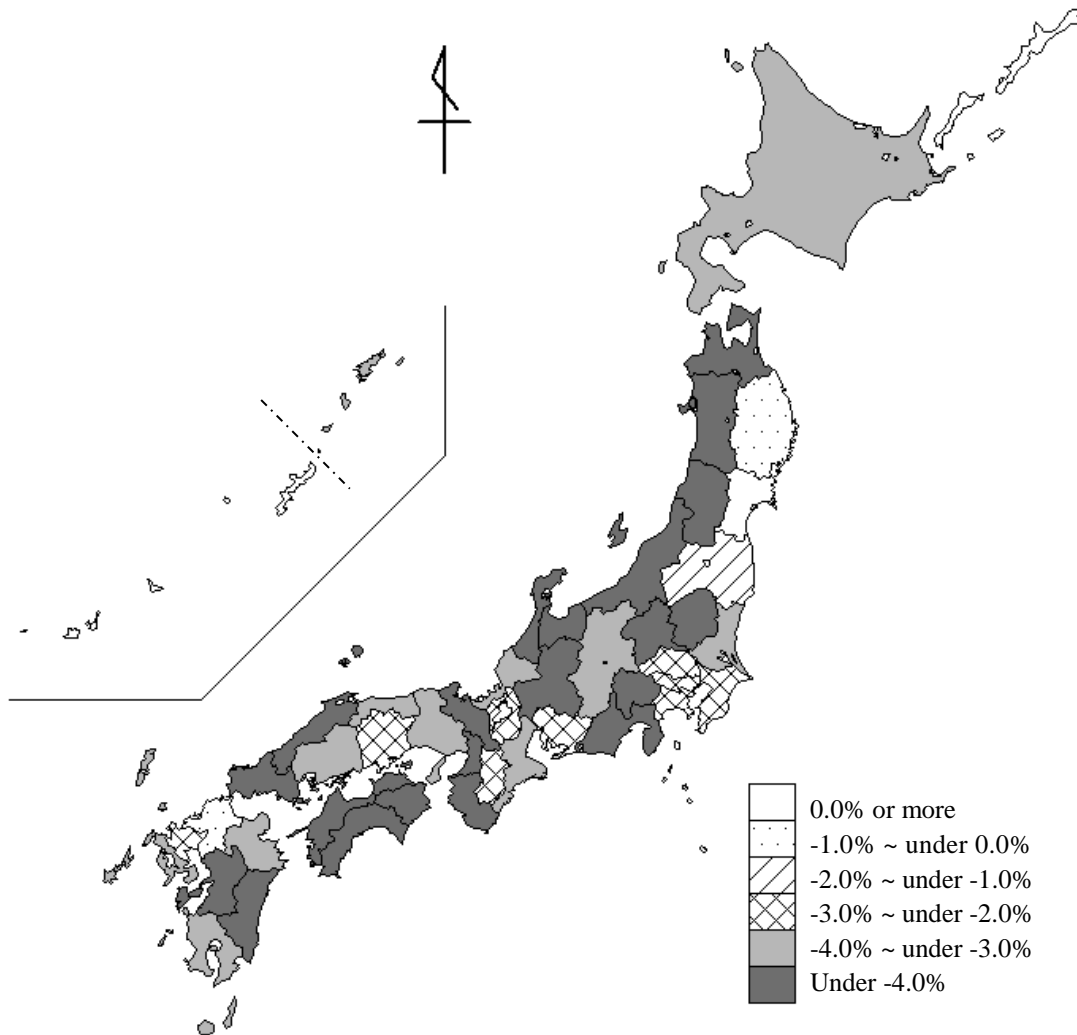 0.0% or more
-1.0% ~ under 0.0%
-2.0% ~ under -1.0%
-3.0% ~ under -2.0%
-4.0% ~ under -3.0%
Under -4.0%